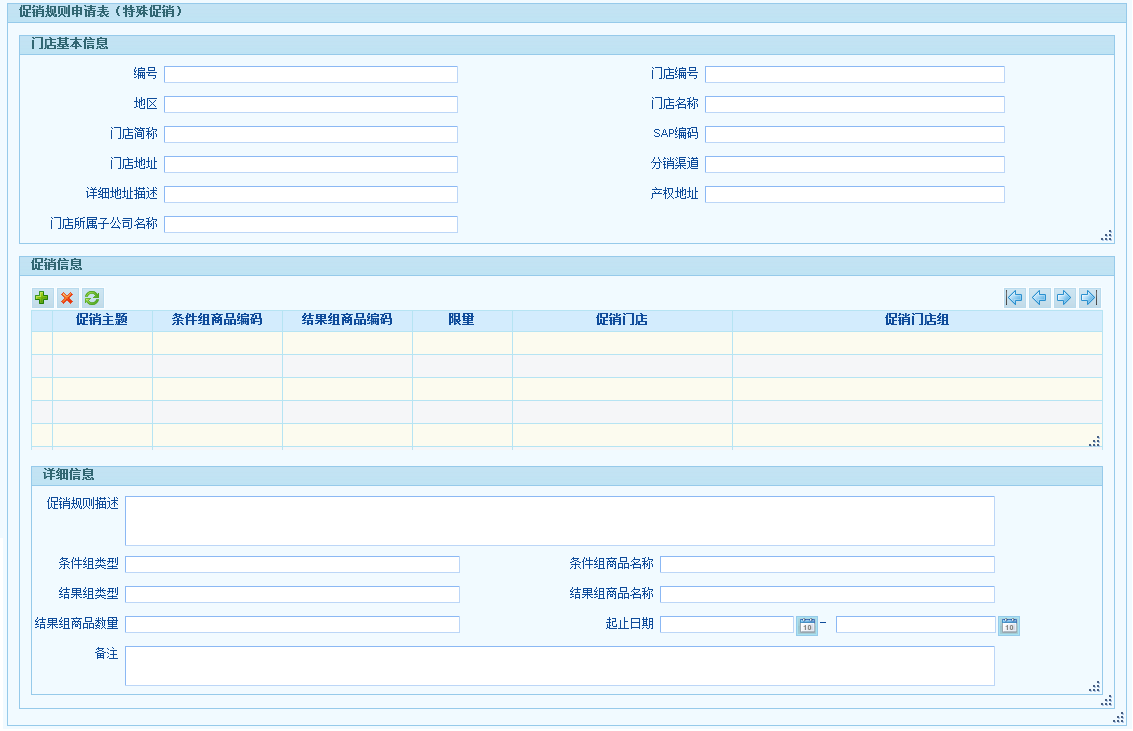 促销规则申请表（特殊促销）
门店基本信息
编号 门店编号
地区 门店名称
门店简称 SAP编码
门店地址 分销渠道
详细地址描述 产权地址
门店所属子公司名称
促销信息
促销主题 条件组商品编码 结果组商品编码 限量 促销门店 促销门店组
详细信息
促销规则描述
条件组类型 条件组商品名称
结果组类型 结果组商品名称
结果组商品数量 起止日期 10 - 10
备注